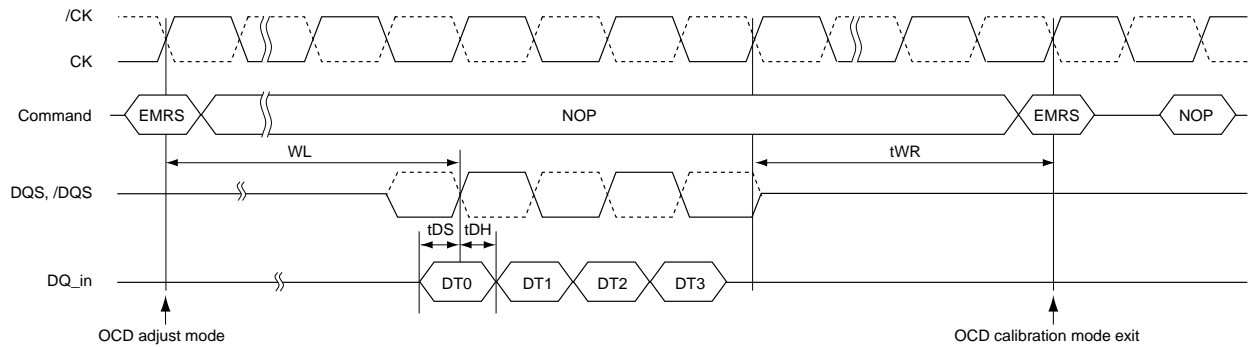 /CK
CK
Command
EMRS
NOP
EMRS
NOP
WL
tWR
DQS, /DQS
tDS
tDH
DQ_in
DT0
DT1
DT2
DT3
OCD adjust mode
OCD calibration mode exit